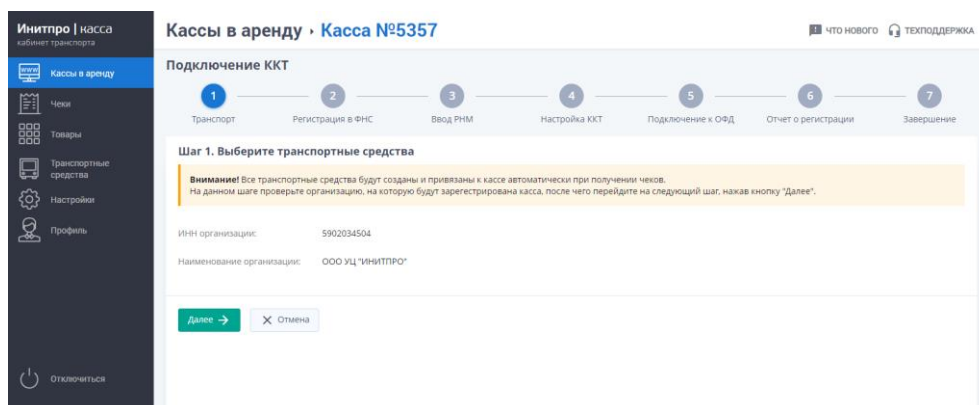 Инитпро | касса
кабинет транспорта
Кассы в аренду › Касса №5357
ЧТО НОВОГО
ТЕХПОДДЕРЖКА
www
Кассы в аренду
Чеки
Товары
Транспортные
средства
Настройки
Профиль
Отключиться
Подключение ККТ
1
2
3
4
5
6
7
Транспорт
Регистрация в ФНС
Ввод РНМ
Настройка ККТ
Подключение к ОФД
Отчет о регистрации
Завершение
Шаг 1. Выберите транспортные средства
Внимание! Все транспортные средства будут созданы и привязаны к кассе автоматически при получении чеков.
На данном шаге проверьте организацию, на которую будут зарегестрирована касса, после чего перейдите на следующий шаг, нажав кнопку "Далее".
ИНН организации: 5902034504
Наименование организации: ООО УЦ "ИНИТПРО"
Далее →
Отмена